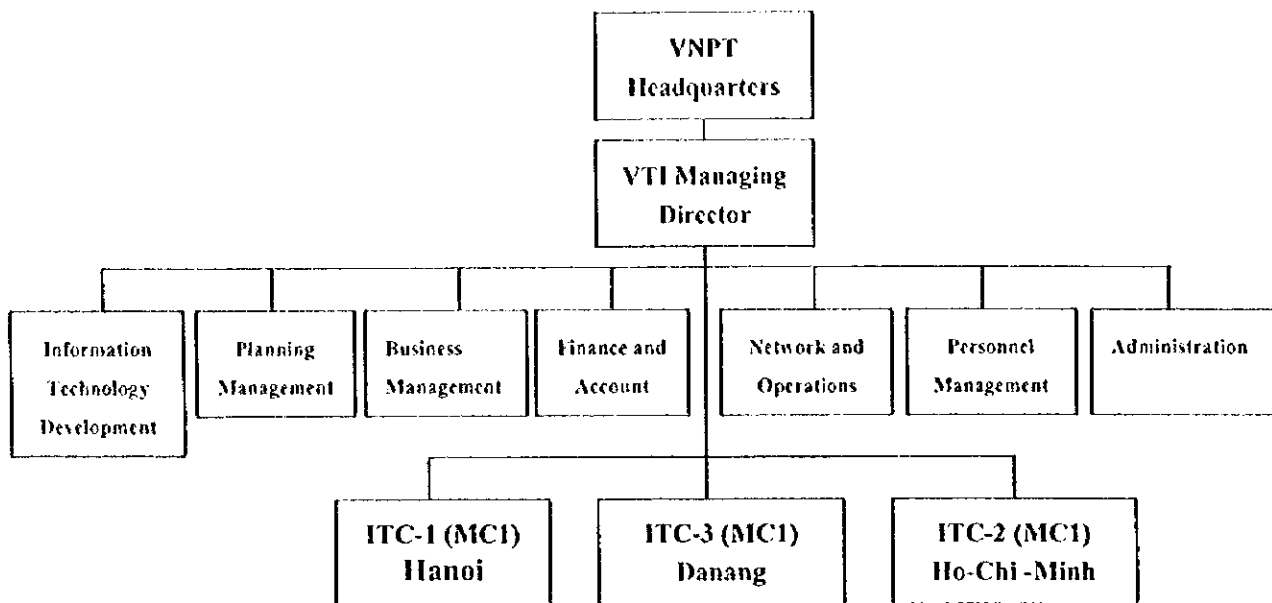 VNPT
Headquarters
VTI Managing
Director
Information
Technology
Development
Planning
Management
Business
Management
Finance and
Account
Network and
Operations
Personnel
Management
Administration
ITC-1 (MC1)
Hanoi
ITC-3 (MC1)
Danang
ITC-2 (MC1)
Ho-Chi -Minh